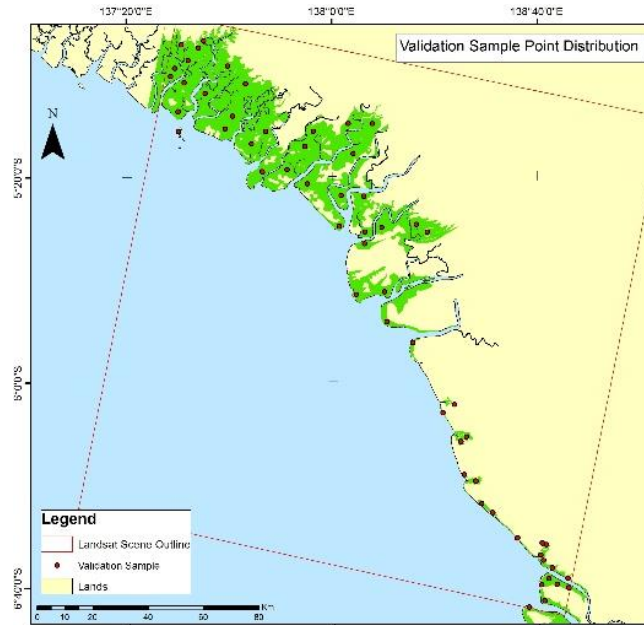 137°20'0"E 138°0'0"E 138°40'0"E
Validation Sample Point Distribution
N
5°20'0"S
6°0'0"S
6°40'0"S
Legend
Landsat Scene Outline
Validation Sample
Lands
0 10 20 40 60 80
Km